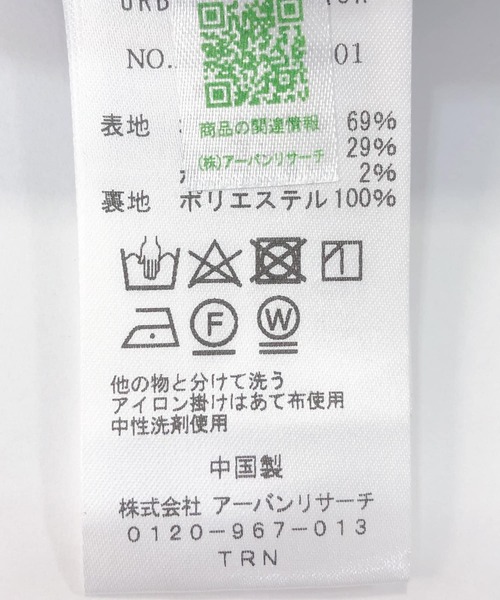 NO. 01
商品の関連情報
(株)アーバンリサーチ
表地 69%
29%
2%
裏地 ポリエステル 100%
F W
他の物と分けて洗う
アイロン掛けはあて布使用
中性洗剤使用
中国製
株式会社 アーバンリサーチ
0120-967-013
TRN